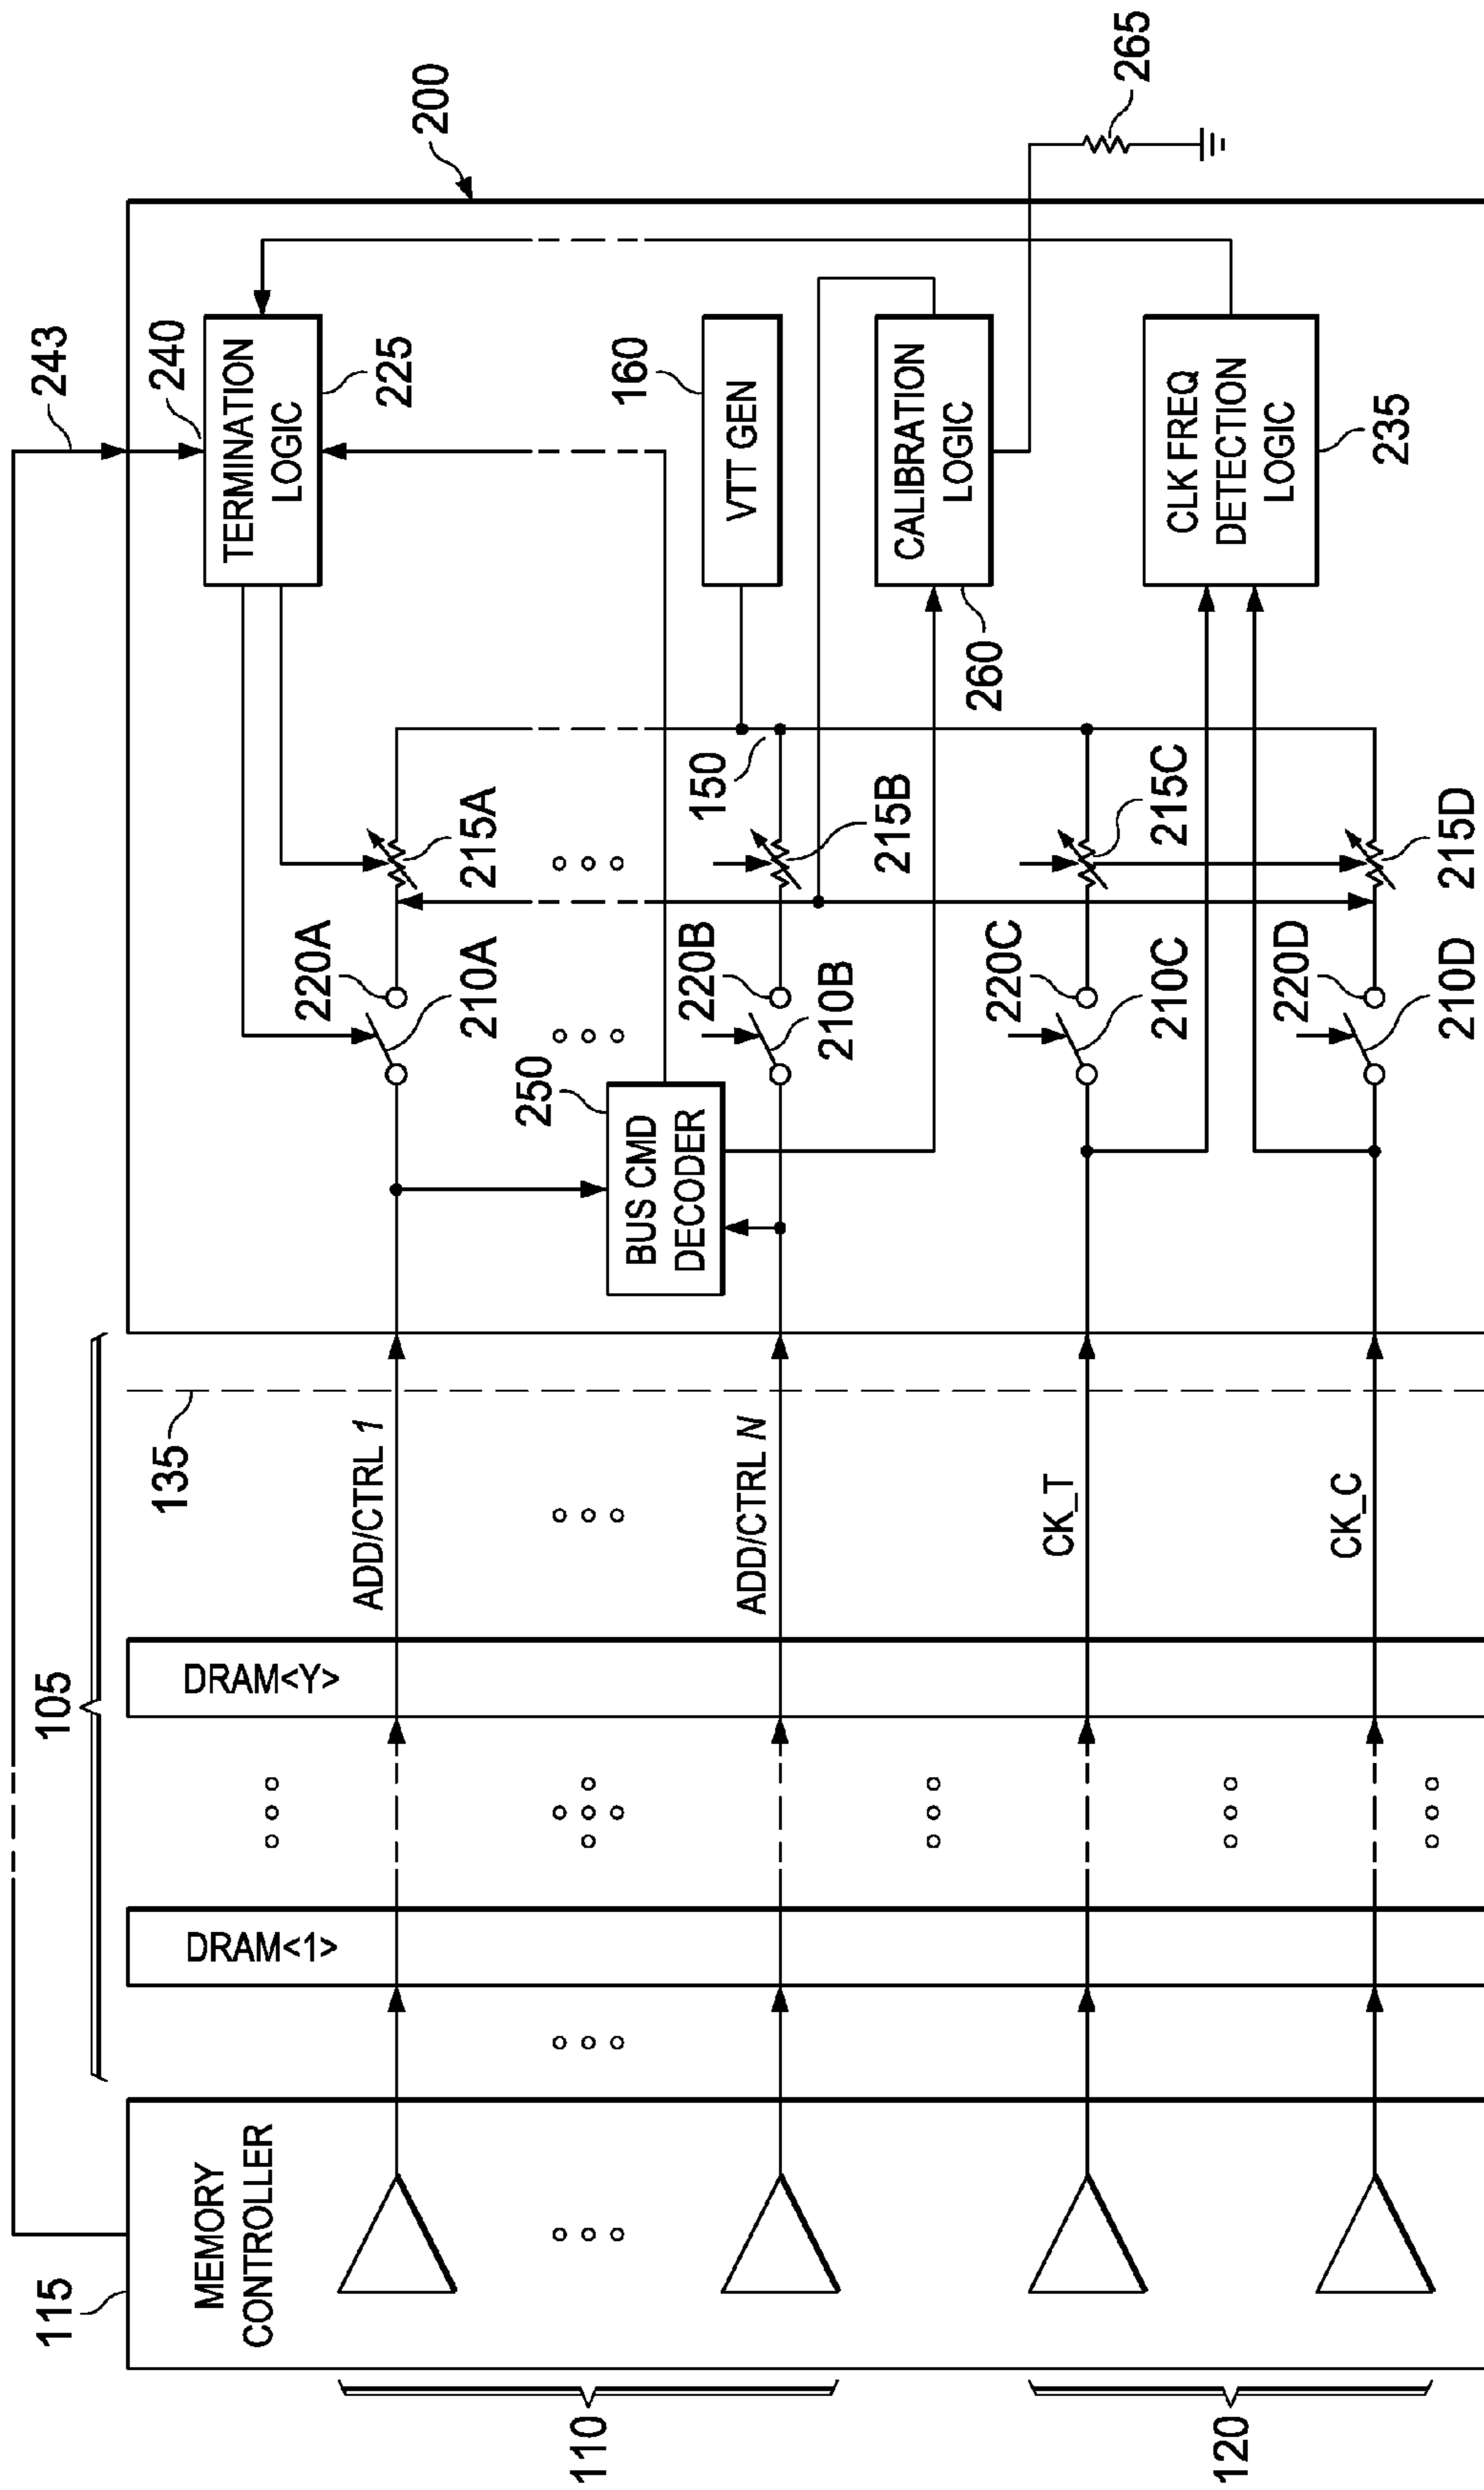 115
MEMORY
CONTROLLER
110
120
105
DRAM<1>
DRAM<Y>
135
ADD/CTRL 1
ADD/CTRL N
CK_T
CK_C
200
243
240
TERMINATION
LOGIC
225
160
VTT GEN
CALIBRATION
LOGIC
260
265
CLK FREQ
DETECTION
LOGIC
235
250
BUS CMD
DECODER
220A
210A
215A
220B
210B
150
215B
220C
210C
215C
220D
210D
215D